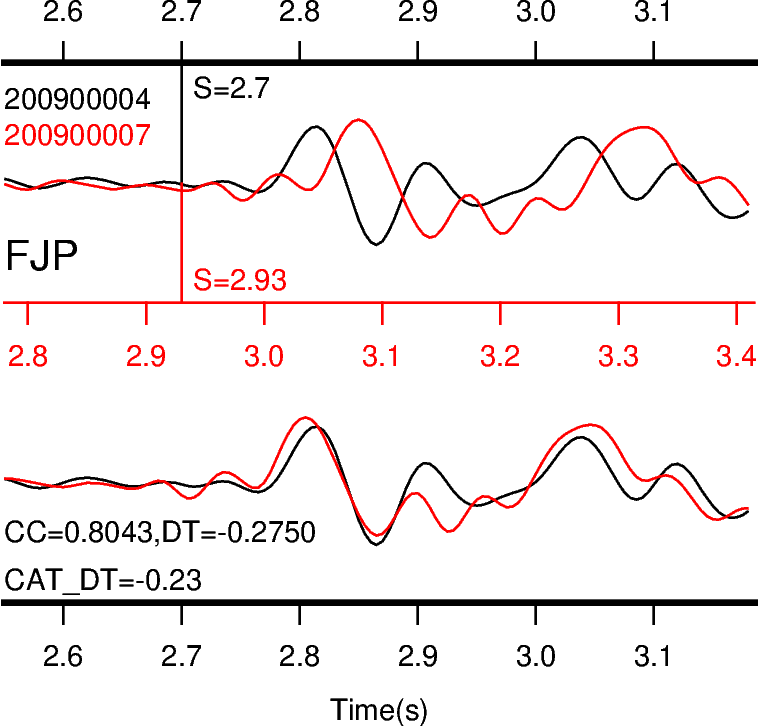 2.6 2.7 2.8 2.9 3.0 3.1
S=2.7
200900004
200900007
FJP
S=2.93
2.8 2.9 3.0 3.1 3.2 3.3 3.4
CC=0.8043,DT=-0.2750
CAT_DT=-0.23
2.6 2.7 2.8 2.9 3.0 3.1
Time(s)